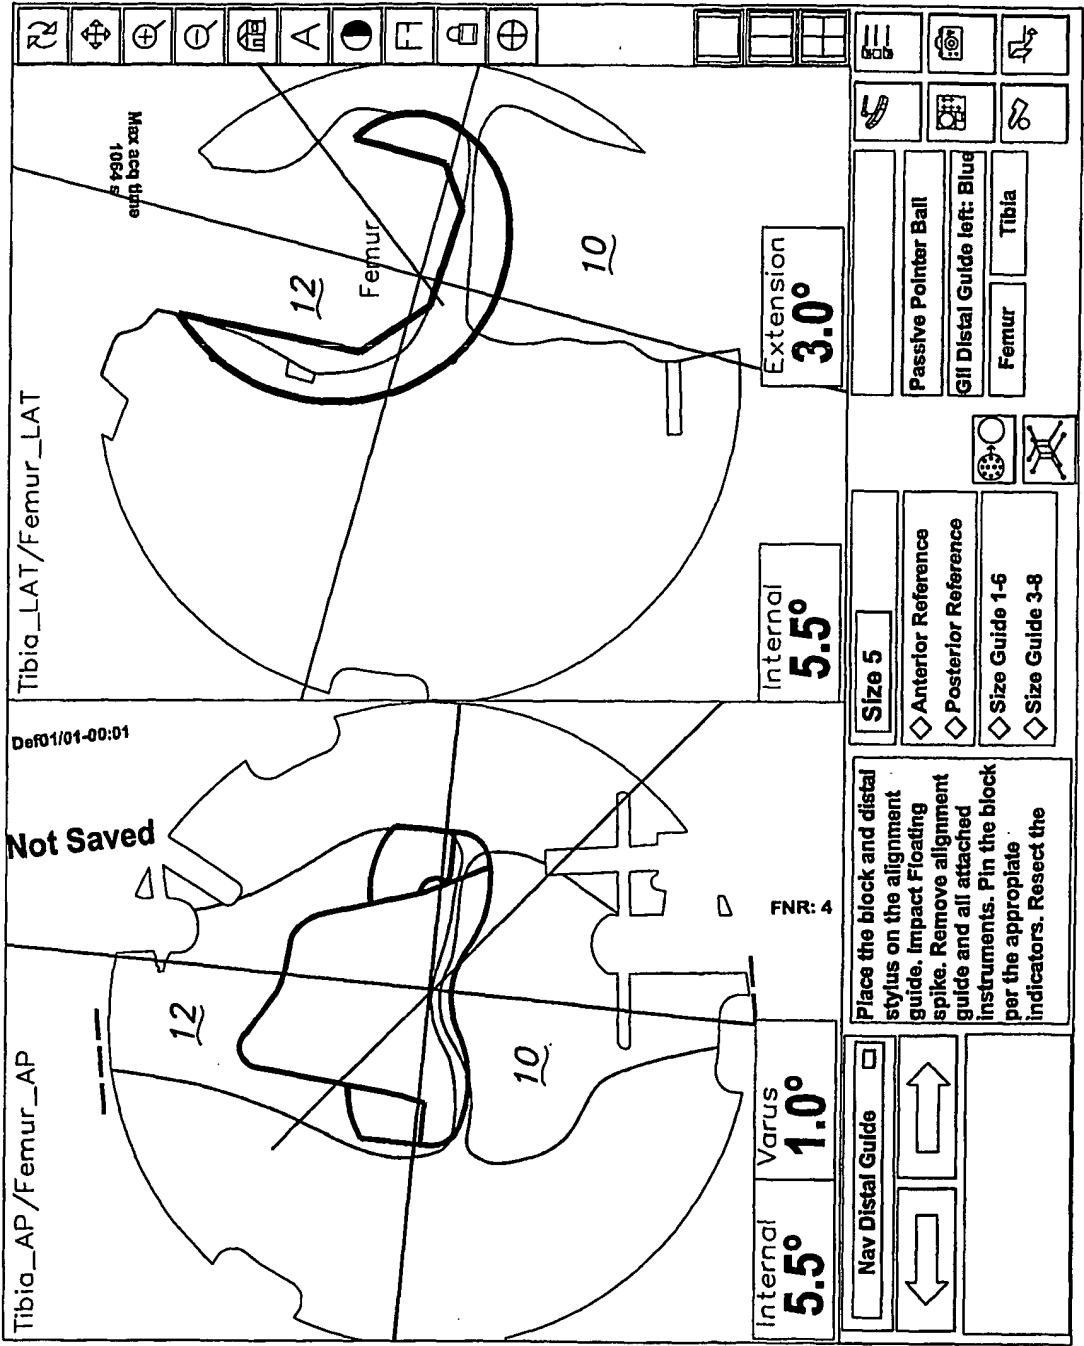 Tibia_AP/Femur_AP
Not Saved
Def01/01-00:01
12
10
FNR: 4
Internal
5.5°
Varus
1.0°
Tibia_LAT/Femur_LAT
Max acq time
1064 s
12
Femur
10
Internal
5.5°
Extension
3.0°
A
Nav Distal Guide
Place the block and distal
stylus on the alignment
guide. Impact Floating
spike. Remove alignment
guide and all attached
instruments. Pin the block
per the appropiate
indicators. Resect the
Size 5
Anterior Reference
Posterior Reference
Size Guide 1-6
Size Guide 3-8
Passive Pointer Ball
GII Distal Guide left: Blue
Femur
Tibia